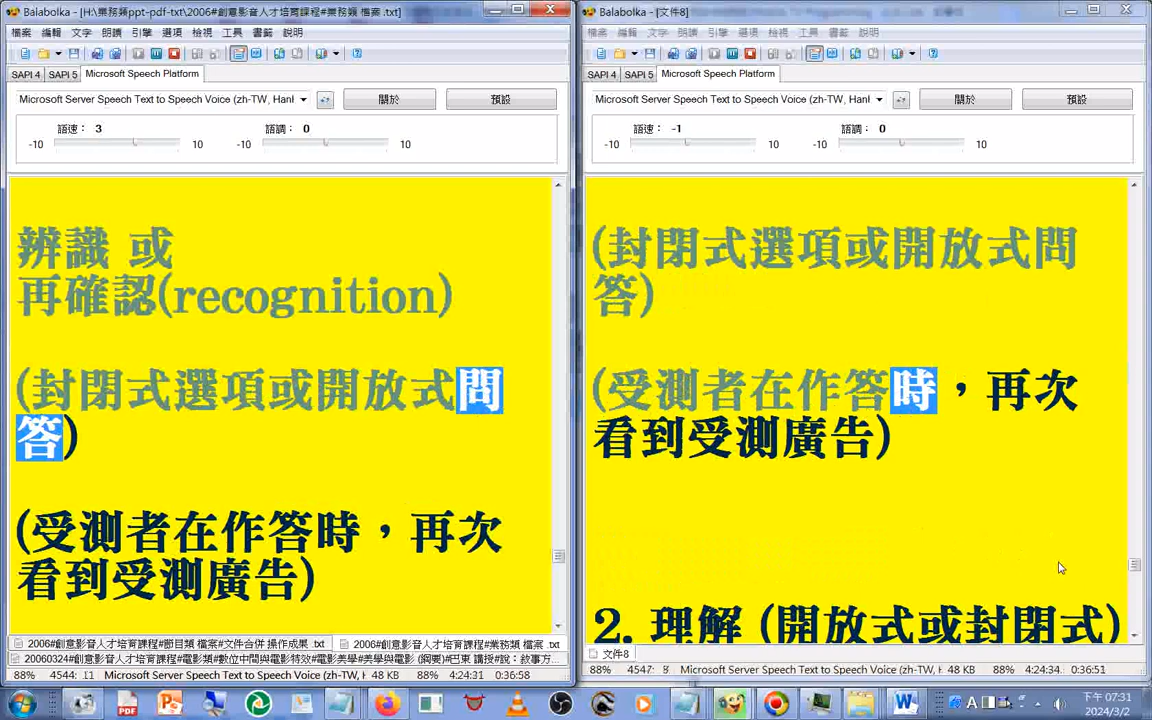 Balabolka - [H:\業務類ppt-pdf-txt\2006#創意影音人才培育課程#業務類 檔案 .txt]
檔案 編輯 文字 朗讀 引擎 選項 檢視 工具 書籤 說明
SAPI 4 SAPI 5 Microsoft Speech Platform
Microsoft Server Speech Text to Speech Voice (zh-TW, HanH 關於 預設
語速： 3 語調： 0
-10 10 -10 10
辨識 或
再確認(recognition)
(封閉式選項或開放式問
答)
(受測者在作答時，再次
看到受測廣告)
2006#創意影音人才培育課程#節目類 檔案#文件合併 操作成果 .txt 2006#創意影音人才培育課程#業務類 檔案 .txt
20060324#創意影音人才培育課程#電影類#數位中間與電影特效#電影美學#美學與電影 (綱要)#巴東 講授#說：敘事方...
88% 4544: 11 Microsoft Server Speech Text to Speech Voice (zh-TW, H 48 KB 4:24:31 0:36:58
Balabolka - [文件8]
檔案 編輯 文字 朗讀 引擎 選項 檢視 工具 書籤 說明
SAPI 4 SAPI 5 Microsoft Speech Platform
Microsoft Server Speech Text to Speech Voice (zh-TW, HanH 關於 預設
語速： -1 語調： 0
-10 10 -10 10
(封閉式選項或開放式問
答)
(受測者在作答時，再次
看到受測廣告)
2. 理解 (開放式或封閉式)
文件8
88% 4547: 8 Microsoft Server Speech Text to Speech Voice (zh-TW, H 48 KB 4:24:34 0:36:51
下午 07:31
2024/3/2